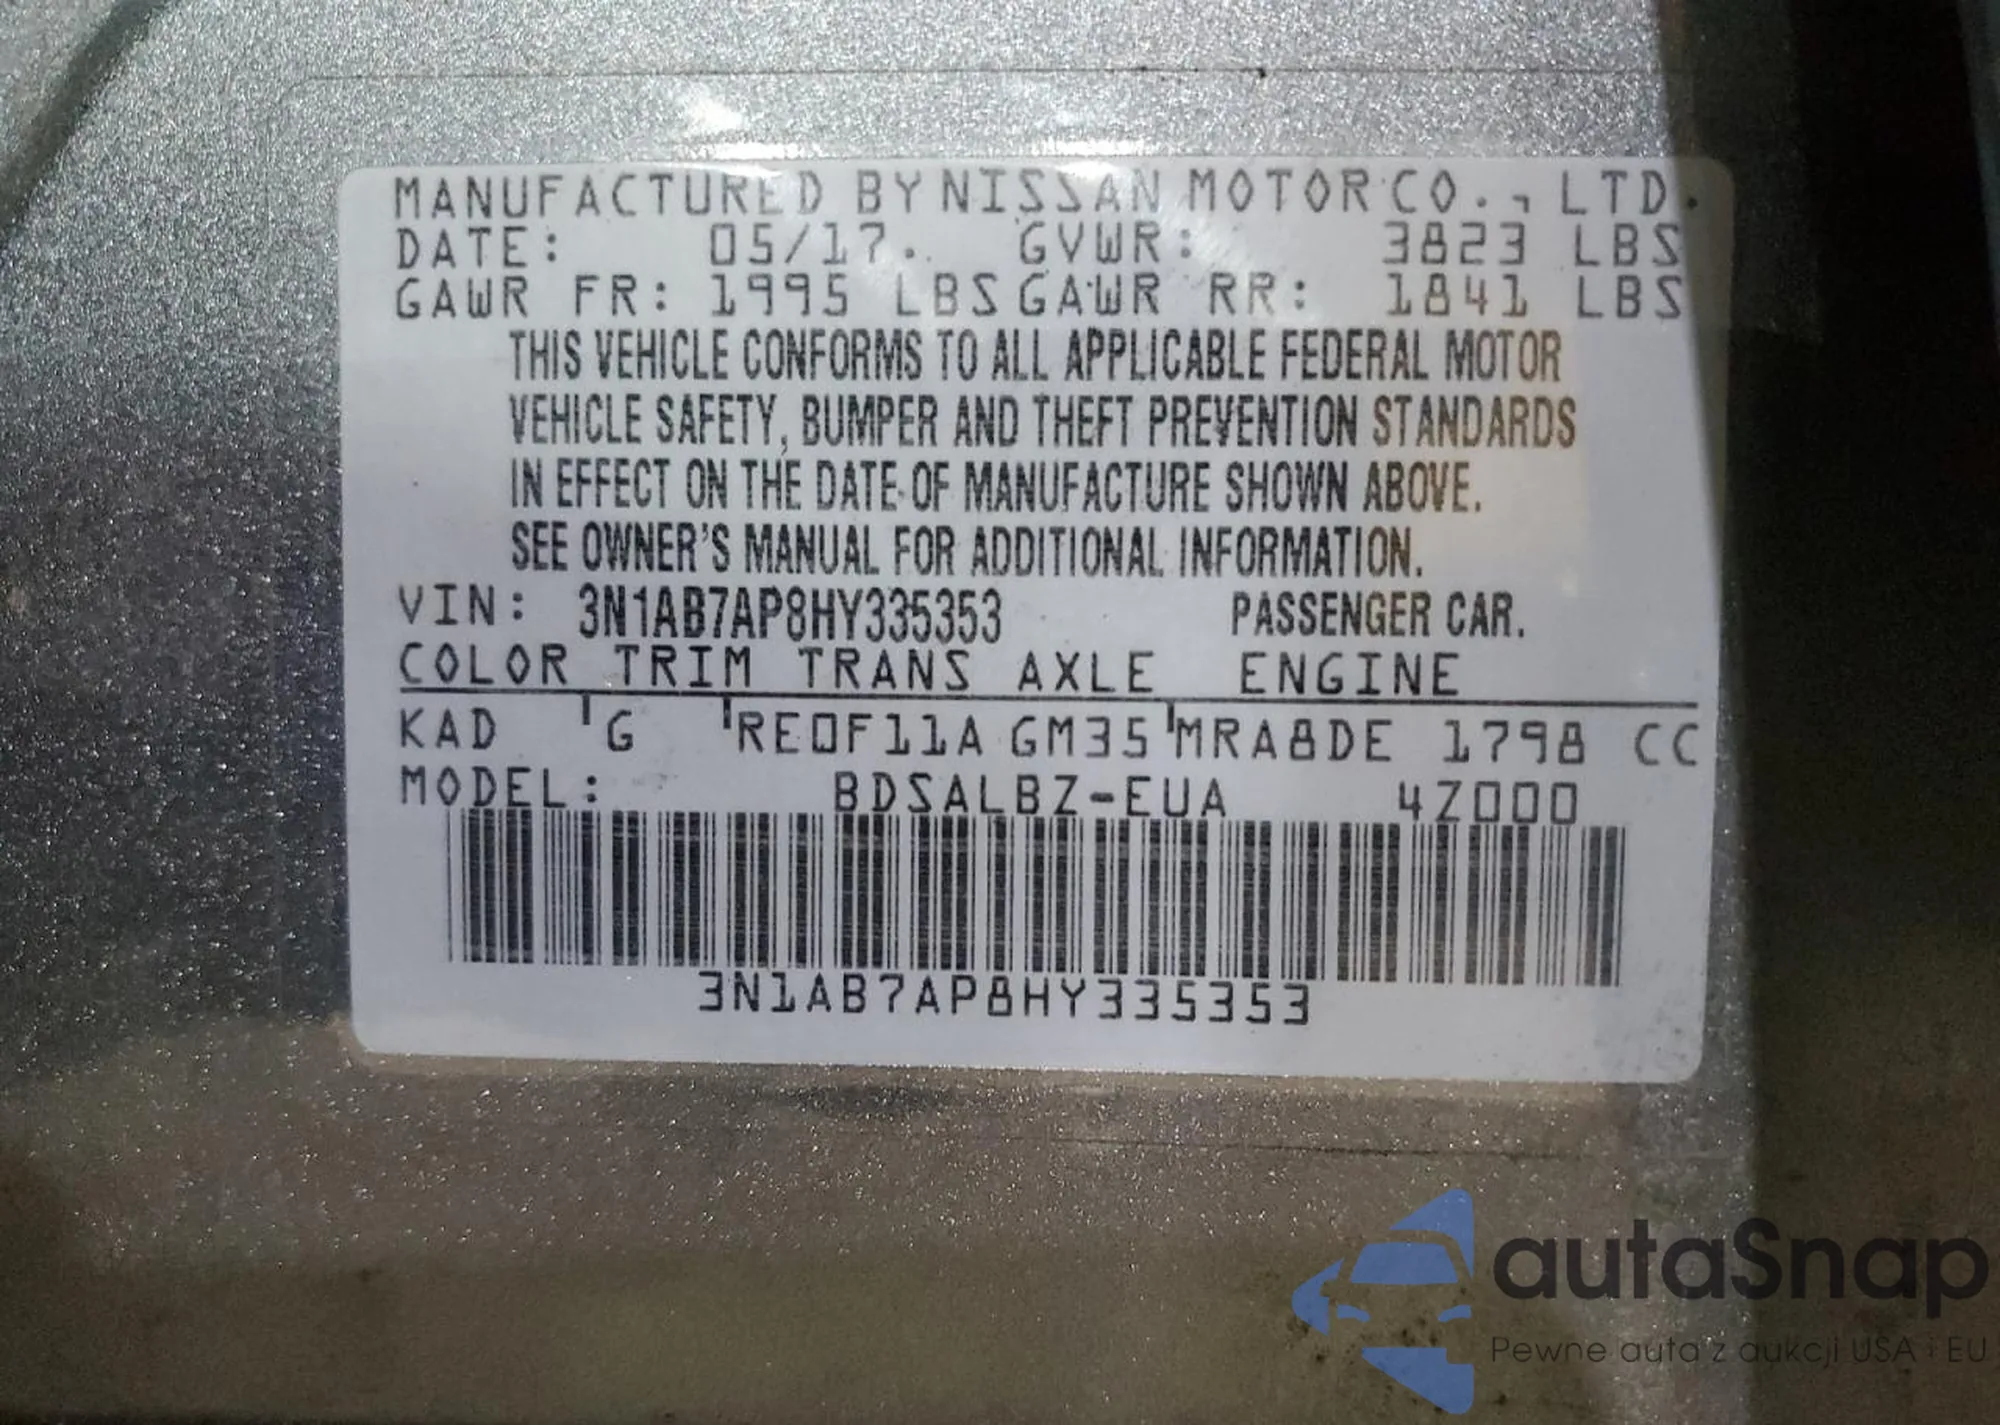 MANUFACTURED BY NISSAN MOTOR CO., LTD.
DATE: 05/17. GVWR: 3823 LBS
GAWR FR: 1995 LBS GAWR RR: 1841 LBS
THIS VEHICLE CONFORMS TO ALL APPLICABLE FEDERAL MOTOR
VEHICLE SAFETY, BUMPER AND THEFT PREVENTION STANDARDS
IN EFFECT ON THE DATE OF MANUFACTURE SHOWN ABOVE.
SEE OWNER'S MANUAL FOR ADDITIONAL INFORMATION.
VIN: 3N1AB7AP8HY335353 PASSENGER CAR.
COLOR TRIM TRANS AXLE ENGINE
KAD G RE0F11A GM35 MRA8DE 1798 CC
MODEL: BDSALBZ-EUA 4Z000
3N1AB7AP8HY335353
autaSnap
Pewne auta z aukcji USA i EU